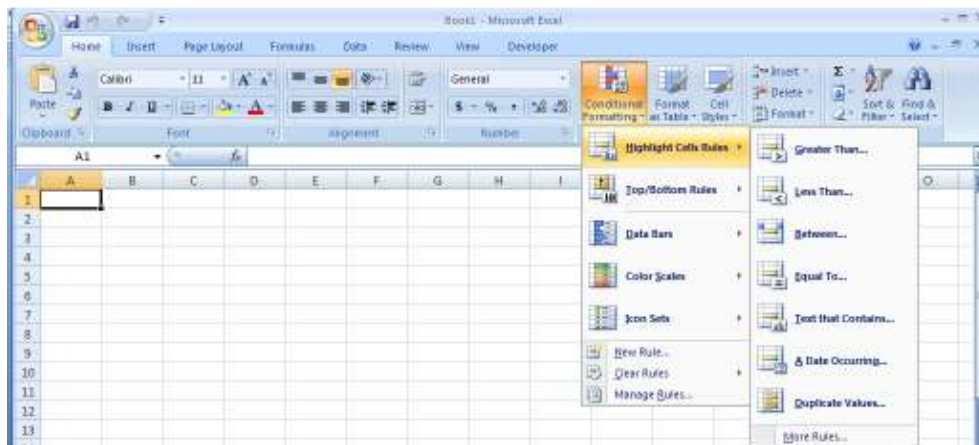 Book1 - Microsoft Excel
Home Insert Page Layout Formulas Data Review View Developer
Paste
Calibri 11 A A
B I U
General
$ % ,
Conditional Formatting
Format as Table
Cell Styles
Insert
Delete
Format
Σ
Sort & Filter
Find & Select
Clipboard Font Alignment Number
A1 fx
A B C D E F G H I O
1
2
3
4
5
6
7
8
9
10
11
12
13
Highlight Cells Rules
Top/Bottom Rules
Data Bars
Color Scales
Icon Sets
New Rule...
Clear Rules
Manage Rules...
Greater Than...
Less Than...
Between...
Equal To...
Text that Contains...
A Date Occurring...
Duplicate Values...
More Rules...